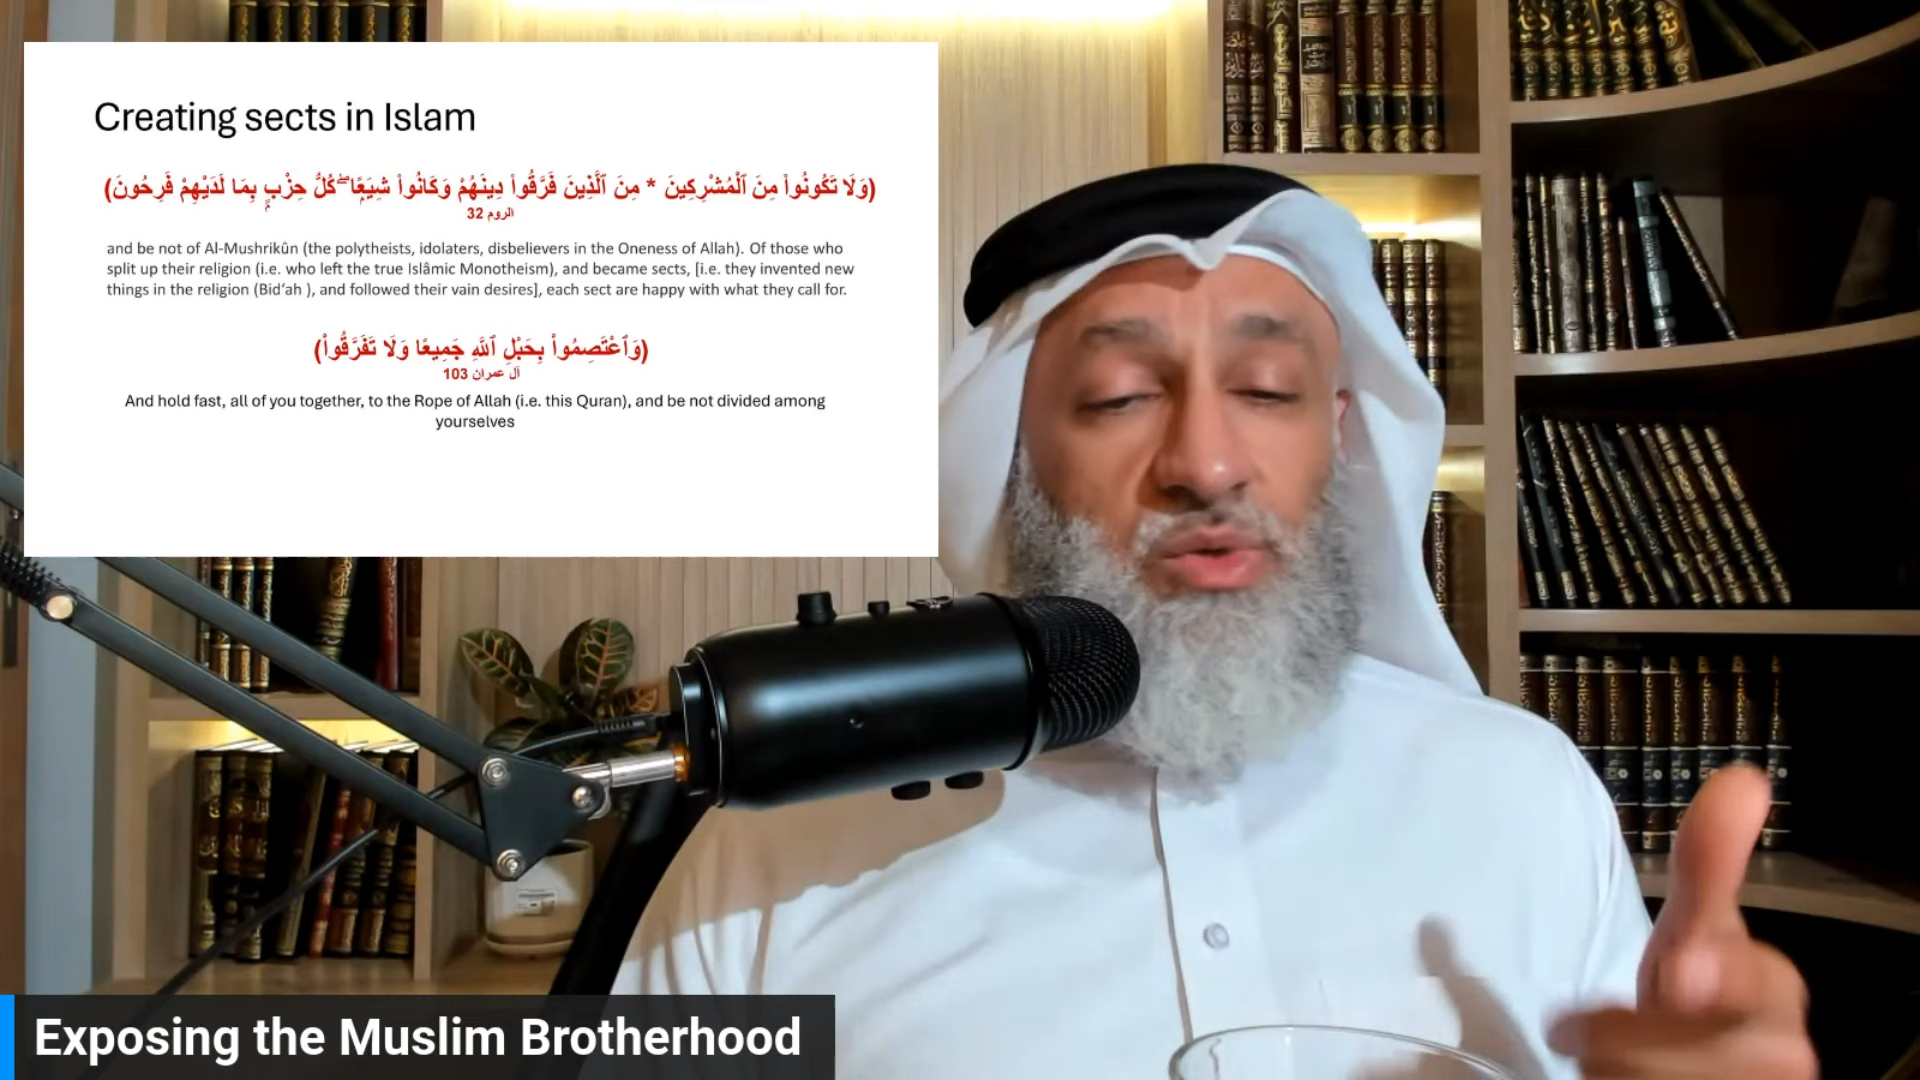 Creating sects in Islam
(وَلَا تَكُونُوا۟ مِنَ ٱلْمُشْرِكِينَ * مِنَ ٱلَّذِينَ فَرَّقُوا۟ دِينَهُمْ وَكَانُوا۟ شِيَعًۭا ۖ كُلُّ حِزْبٍۭ بِمَا لَدَيْهِمْ فَرِحُونَ)
الروم 32
and be not of Al-Mushrikûn (the polytheists, idolaters, disbelievers in the Oneness of Allah). Of those who
split up their religion (i.e. who left the true Islâmic Monotheism), and became sects, [i.e. they invented new
things in the religion (Bid‘ah ), and followed their vain desires], each sect are happy with what they call for.
(وَٱعْتَصِمُوا۟ بِحَبْلِ ٱللَّهِ جَمِيعًا وَلَا تَفَرَّقُوا۟)
آل عمران 103
And hold fast, all of you together, to the Rope of Allah (i.e. this Quran), and be not divided among
yourselves
Exposing the Muslim Brotherhood